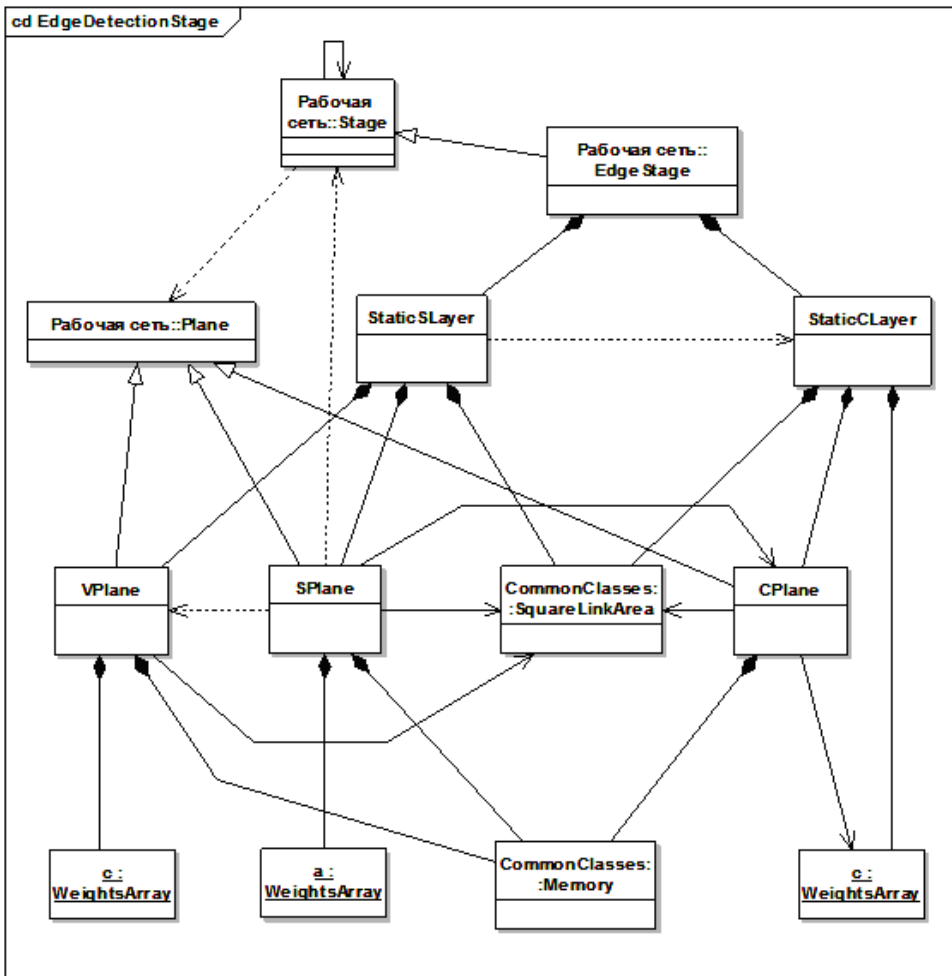 cd EdgeDetectionStage
Рабочая
сеть::Stage
Рабочая сеть::
EdgeStage
Рабочая сеть::Plane
StaticSLayer
StaticCLayer
VPlane
SPlane
CommonClasses:
:SquareLinkArea
CPlane
c :
WeightsArray
a :
WeightsArray
CommonClasses:
:Memory
c :
WeightsArray